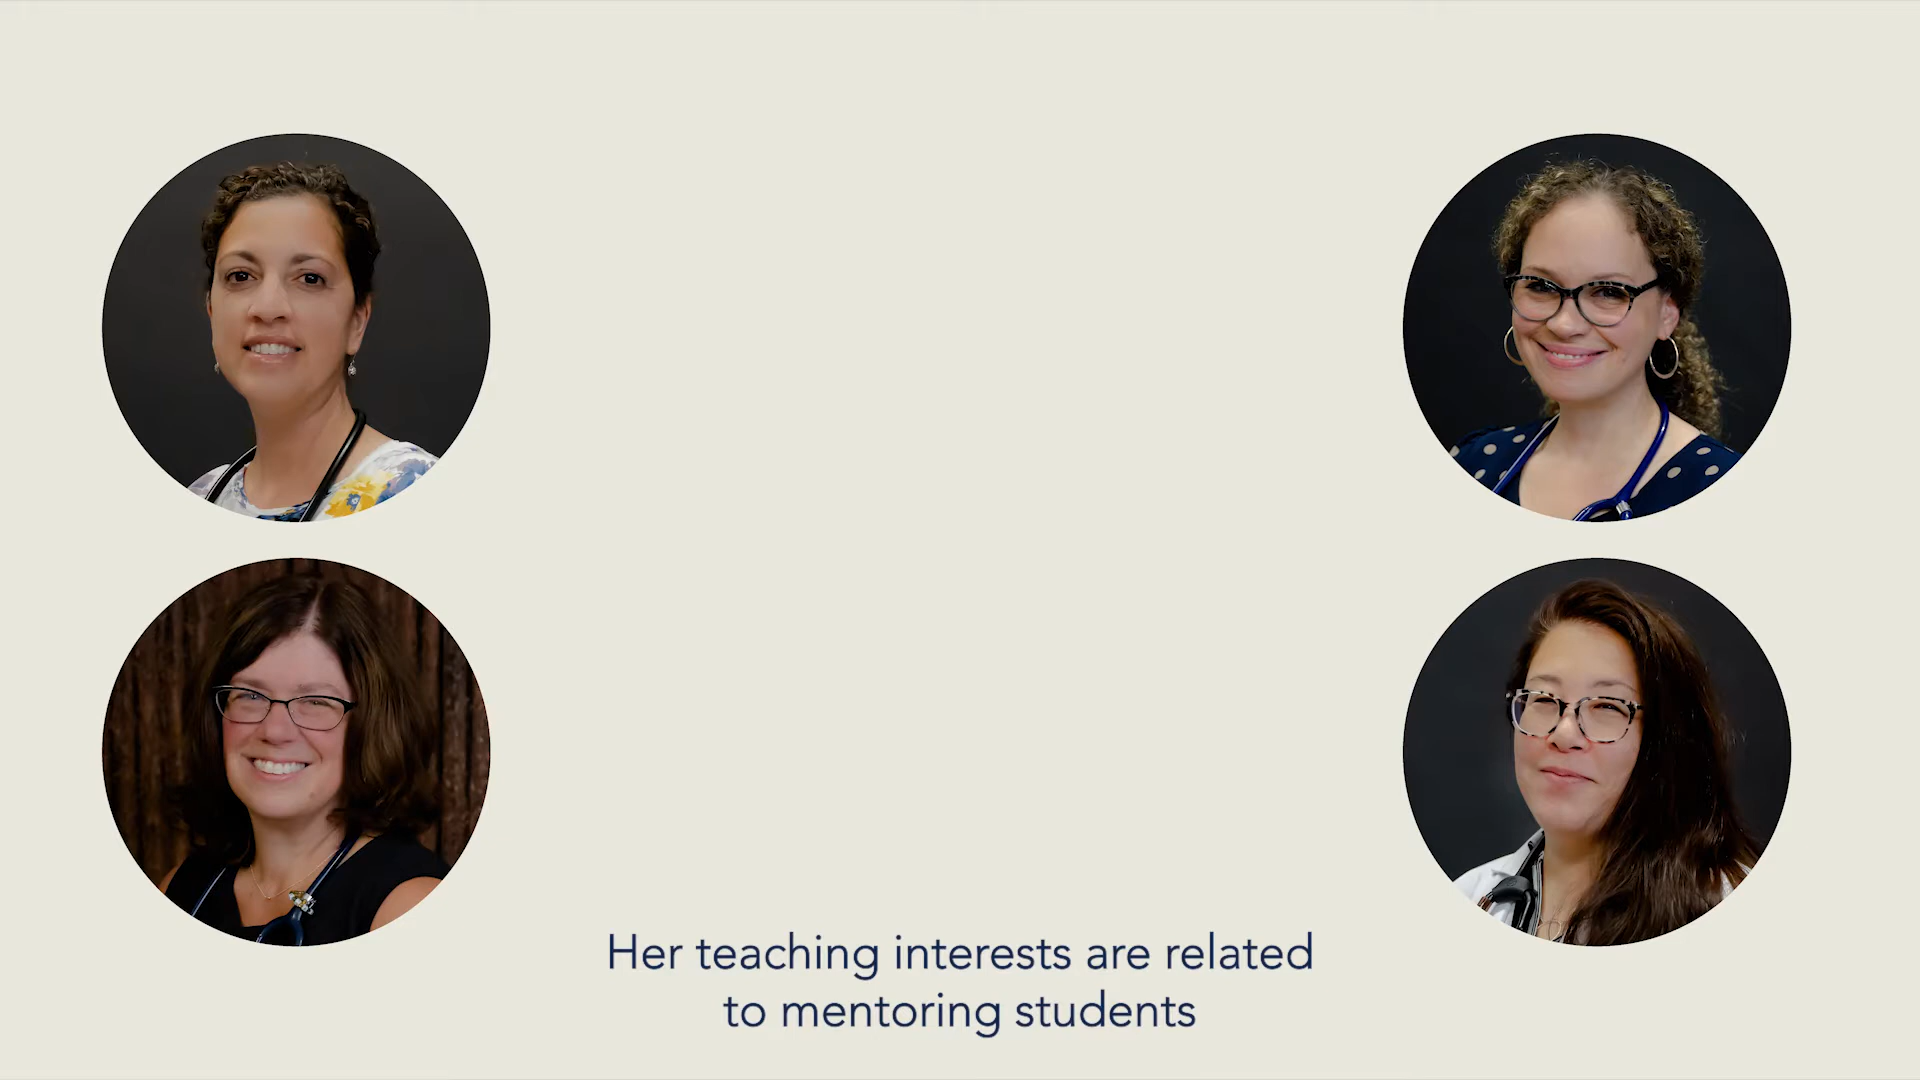 Her teaching interests are related
to mentoring students